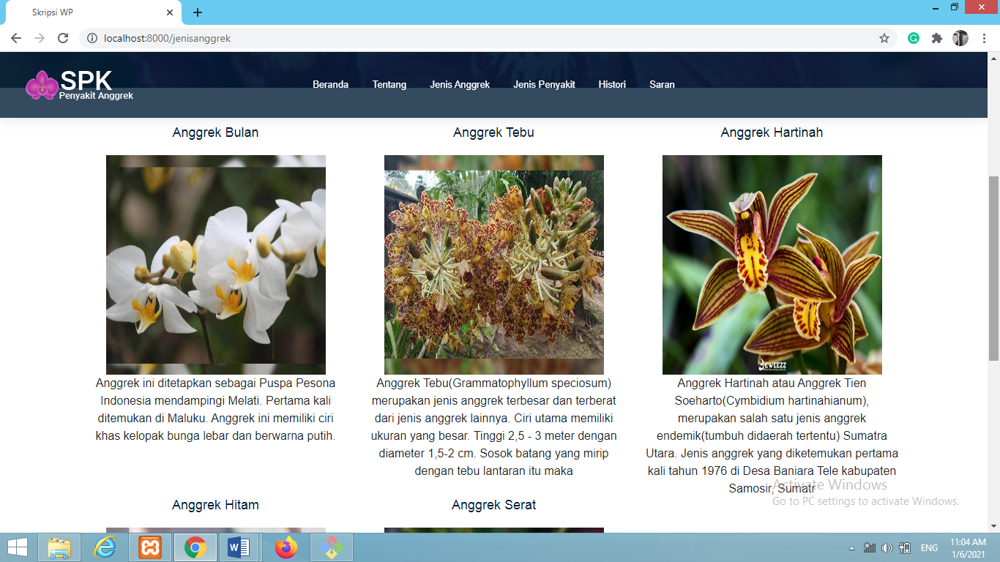 Skripsi WP
localhost:8000/jenisanggrek
SPK
Penyakit Anggrek
Beranda
Tentang
Jenis Anggrek
Jenis Penyakit
Histori
Saran
Anggrek Bulan
Anggrek ini ditetapkan sebagai Puspa Pesona
Indonesia mendampingi Melati. Pertama kali
ditemukan di Maluku. Anggrek ini memiliki ciri
khas kelopak bunga lebar dan berwarna putih.
Anggrek Tebu
Anggrek Tebu(Grammatophyllum speciosum)
merupakan jenis anggrek terbesar dan terberat
dari jenis anggrek lainnya. Ciri utama memiliki
ukuran yang besar. Tinggi 2,5 - 3 meter dengan
diameter 1,5-2 cm. Sosok batang yang mirip
dengan tebu lantaran itu maka
Anggrek Hartinah
EWEEZZ
Anggrek Hartinah atau Anggrek Tien
Soeharto(Cymbidium hartinahianum),
merupakan salah satu jenis anggrek
endemik(tumbuh didaerah tertentu) Sumatra
Utara. Jenis anggrek yang diketemukan pertama
kali tahun 1976 di Desa Baniara Tele kabupaten
Samosir, Sumatr
Anggrek Hitam
Anggrek Serat
Activate Windows
Go to PC settings to activate Windows.
ENG
11:04 AM
1/6/2021